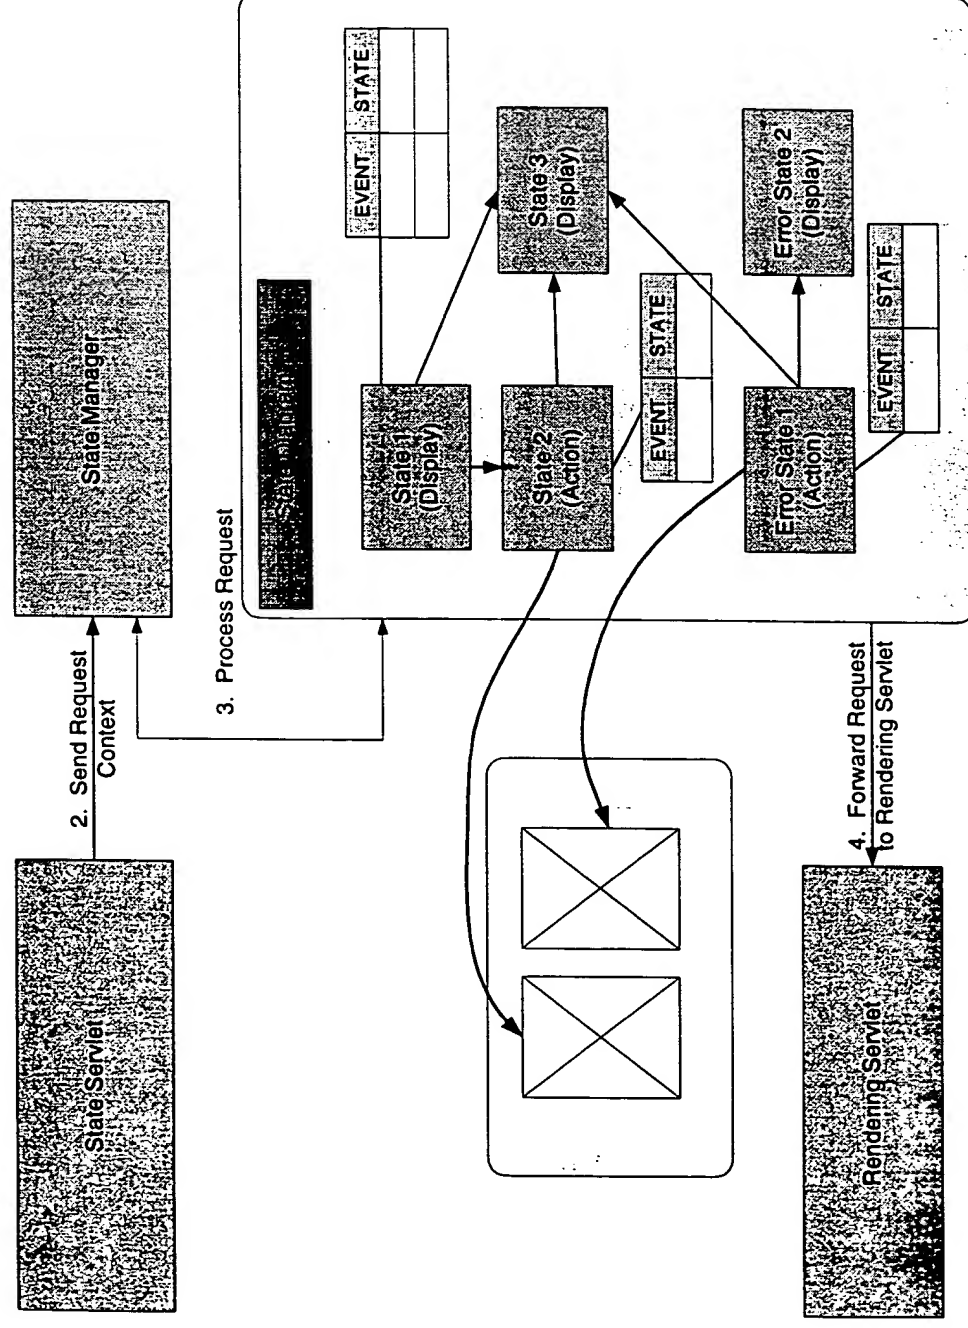 State Servlet
2. Send Request
Context
State Manager
3. Process Request
State Diagram
State 1
(Display)
EVENT STATE
State 2
(Action)
State 3
(Display)
EVENT STATE
Error State 1
(Action)
Error State 2
(Display)
EVENT STATE
4. Forward Request
to Rendering Servlet
Rendering Servlet